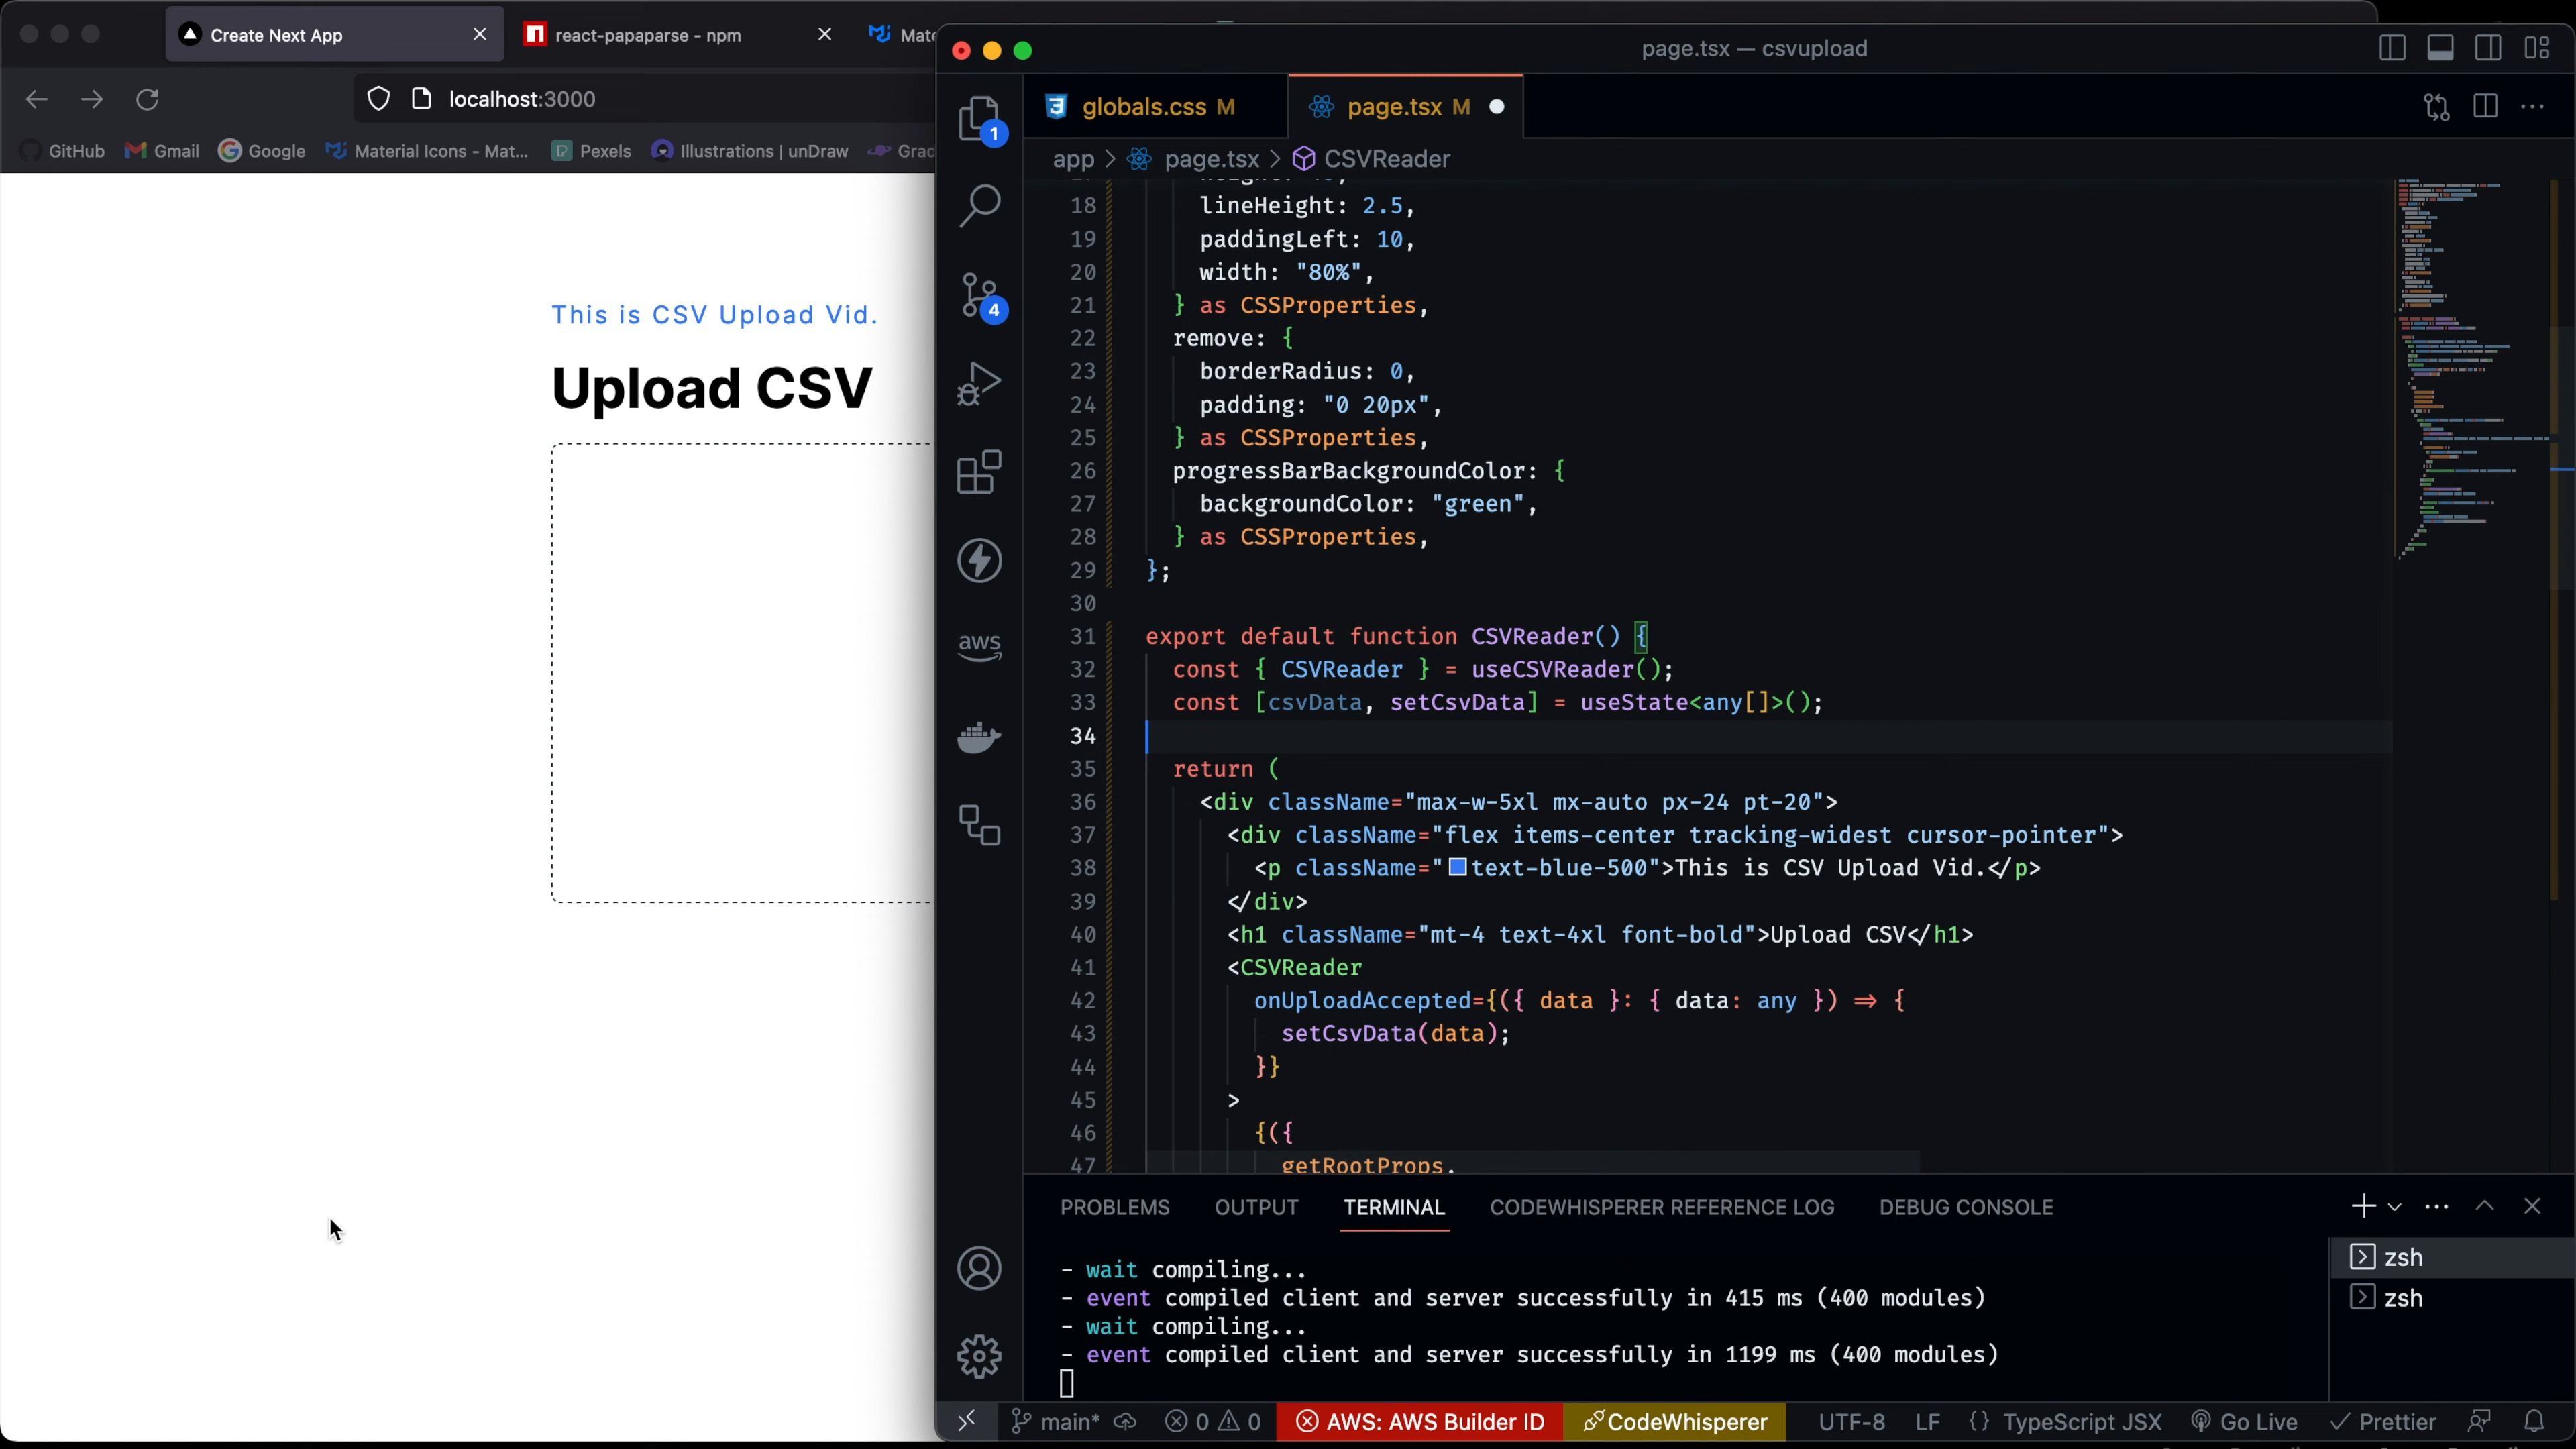 Create Next App
react-papaparse - npm
localhost:3000
GitHub
Gmail
Google
Material Icons - Mat...
Pexels
Illustrations | unDraw
This is CSV Upload Vid.
Upload CSV
page.tsx — csvupload
globals.css M
page.tsx M
app > page.tsx > CSVReader
18 lineHeight: 2.5,
19 paddingLeft: 10,
20 width: "80%",
21 } as CSSProperties,
22 remove: {
23 borderRadius: 0,
24 padding: "0 20px",
25 } as CSSProperties,
26 progressBarBackgroundColor: {
27 backgroundColor: "green",
28 } as CSSProperties,
29 };
30
31 export default function CSVReader() {
32 const { CSVReader } = useCSVReader();
33 const [csvData, setCsvData] = useState<any[]>();
34
35 return (
36 <div className="max-w-5xl mx-auto px-24 pt-20">
37 <div className="flex items-center tracking-widest cursor-pointer">
38 <p className="text-blue-500">This is CSV Upload Vid.</p>
39 </div>
40 <h1 className="mt-4 text-4xl font-bold">Upload CSV</h1>
41 <CSVReader
42 onUploadAccepted={({ data }: { data: any }) => {
43 setCsvData(data);
44 }}
45 >
46 {({
47 getRootProps,
1
4
aws
PROBLEMS OUTPUT TERMINAL CODEWHISPERER REFERENCE LOG DEBUG CONSOLE
- wait compiling...
- event compiled client and server successfully in 415 ms (400 modules)
- wait compiling...
- event compiled client and server successfully in 1199 ms (400 modules)
zsh
zsh
main* 0 0 AWS: AWS Builder ID CodeWhisperer UTF-8 LF {} TypeScript JSX Go Live Prettier